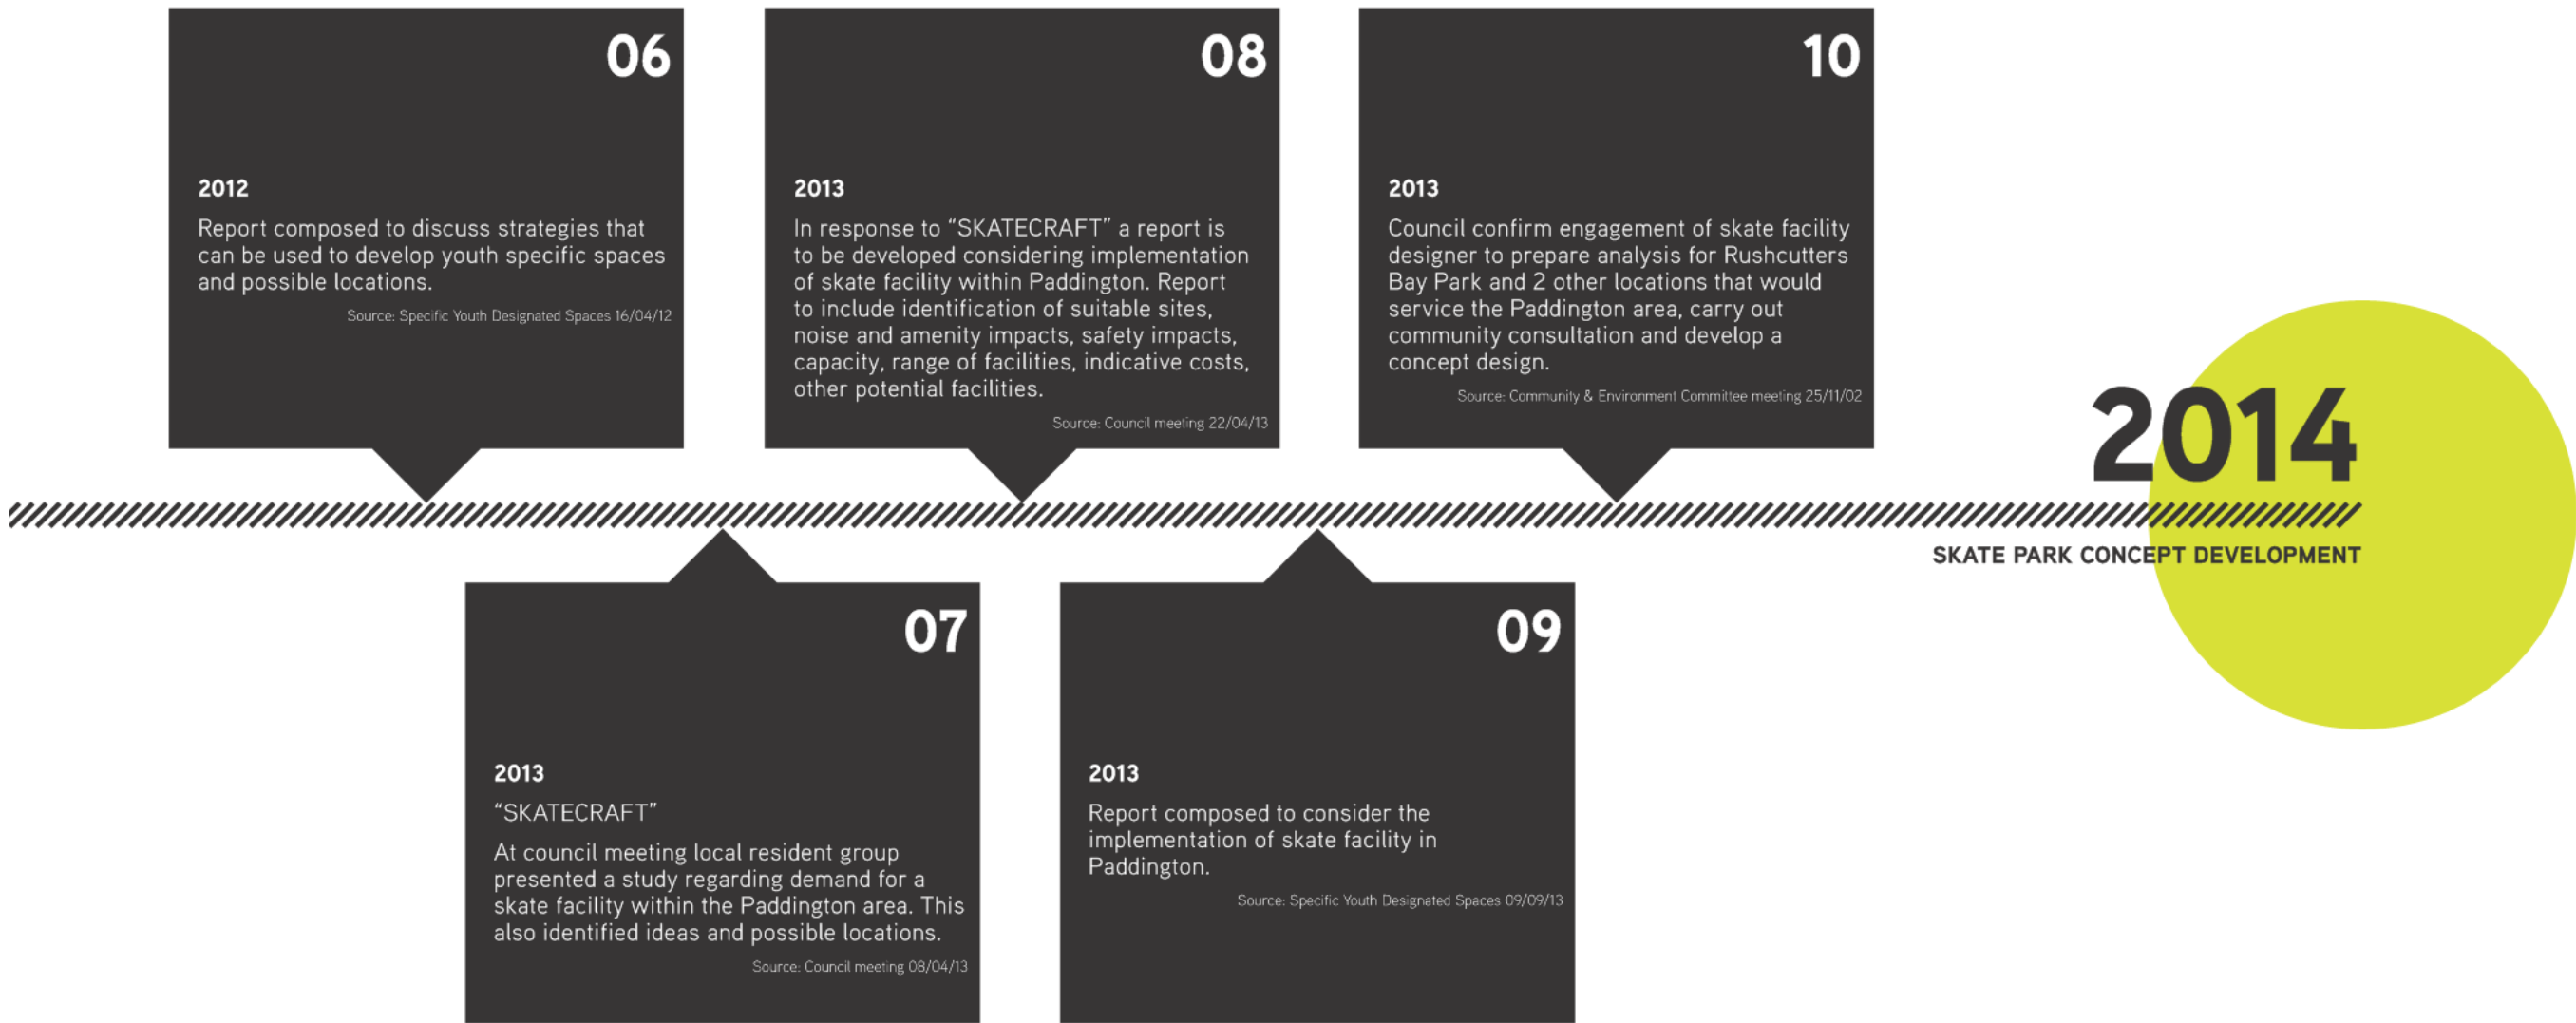 06
2012
Report composed to discuss strategies that
can be used to develop youth specific spaces
and possible locations.
Source: Specific Youth Designated Spaces 16/04/12
08
2013
In response to “SKATECRAFT” a report is
to be developed considering implementation
of skate facility within Paddington. Report
to include identification of suitable sites,
noise and amenity impacts, safety impacts,
capacity, range of facilities, indicative costs,
other potential facilities.
Source: Council meeting 22/04/13
10
2013
Council confirm engagement of skate facility
designer to prepare analysis for Rushcutters
Bay Park and 2 other locations that would
service the Paddington area, carry out
community consultation and develop a
concept design.
Source: Community & Environment Committee meeting 25/11/02
2014
SKATE PARK CONCEPT DEVELOPMENT
07
2013
“SKATECRAFT”
At council meeting local resident group
presented a study regarding demand for a
skate facility within the Paddington area. This
also identified ideas and possible locations.
Source: Council meeting 08/04/13
09
2013
Report composed to consider the
implementation of skate facility in
Paddington.
Source: Specific Youth Designated Spaces 09/09/13